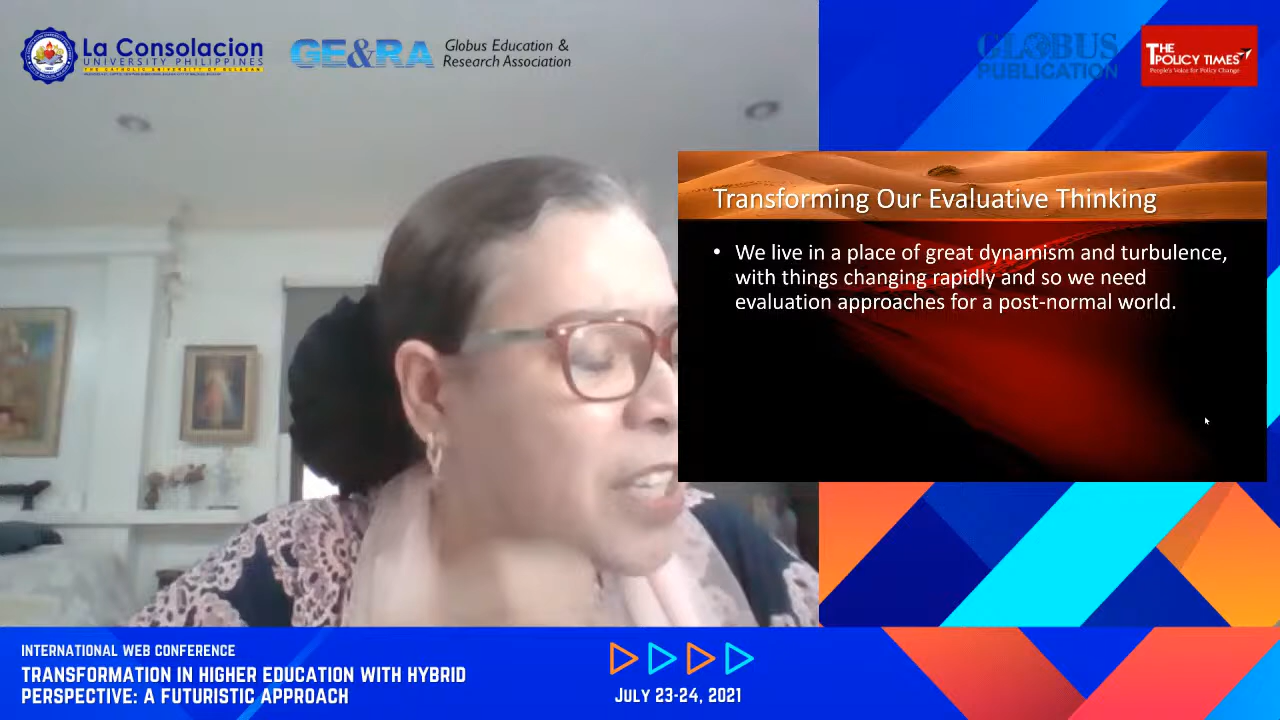 La Consolacion
UNIVERSITY PHILIPPINES
GE&RA
Globus Education &
Research Association
GLOBUS
PUBLICATION
THE
POLICY TIMES
People's Voice for Policy Change
Transforming Our Evaluative Thinking
• We live in a place of great dynamism and turbulence,
with things changing rapidly and so we need
evaluation approaches for a post-normal world.
INTERNATIONAL WEB CONFERENCE
TRANSFORMATION IN HIGHER EDUCATION WITH HYBRID
PERSPECTIVE: A FUTURISTIC APPROACH
JULY 23-24, 2021